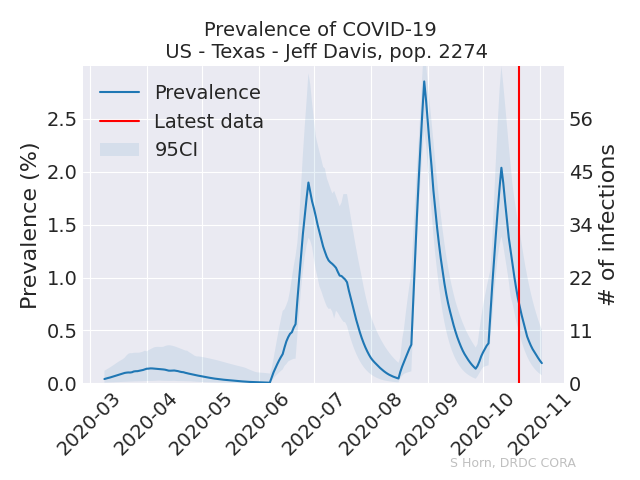 Prevalence of COVID-19
US - Texas - Jeff Davis, pop. 2274
Prevalence
Latest data
95CI
Prevalence (%)
2.5
2.0
1.5
1.0
0.5
0.0
56
45
34
22
11
0
# of infections
2020-03
2020-04
2020-05
2020-06
2020-07
2020-08
2020-09
2020-10
2020-11
S Horn, DRDC CORA